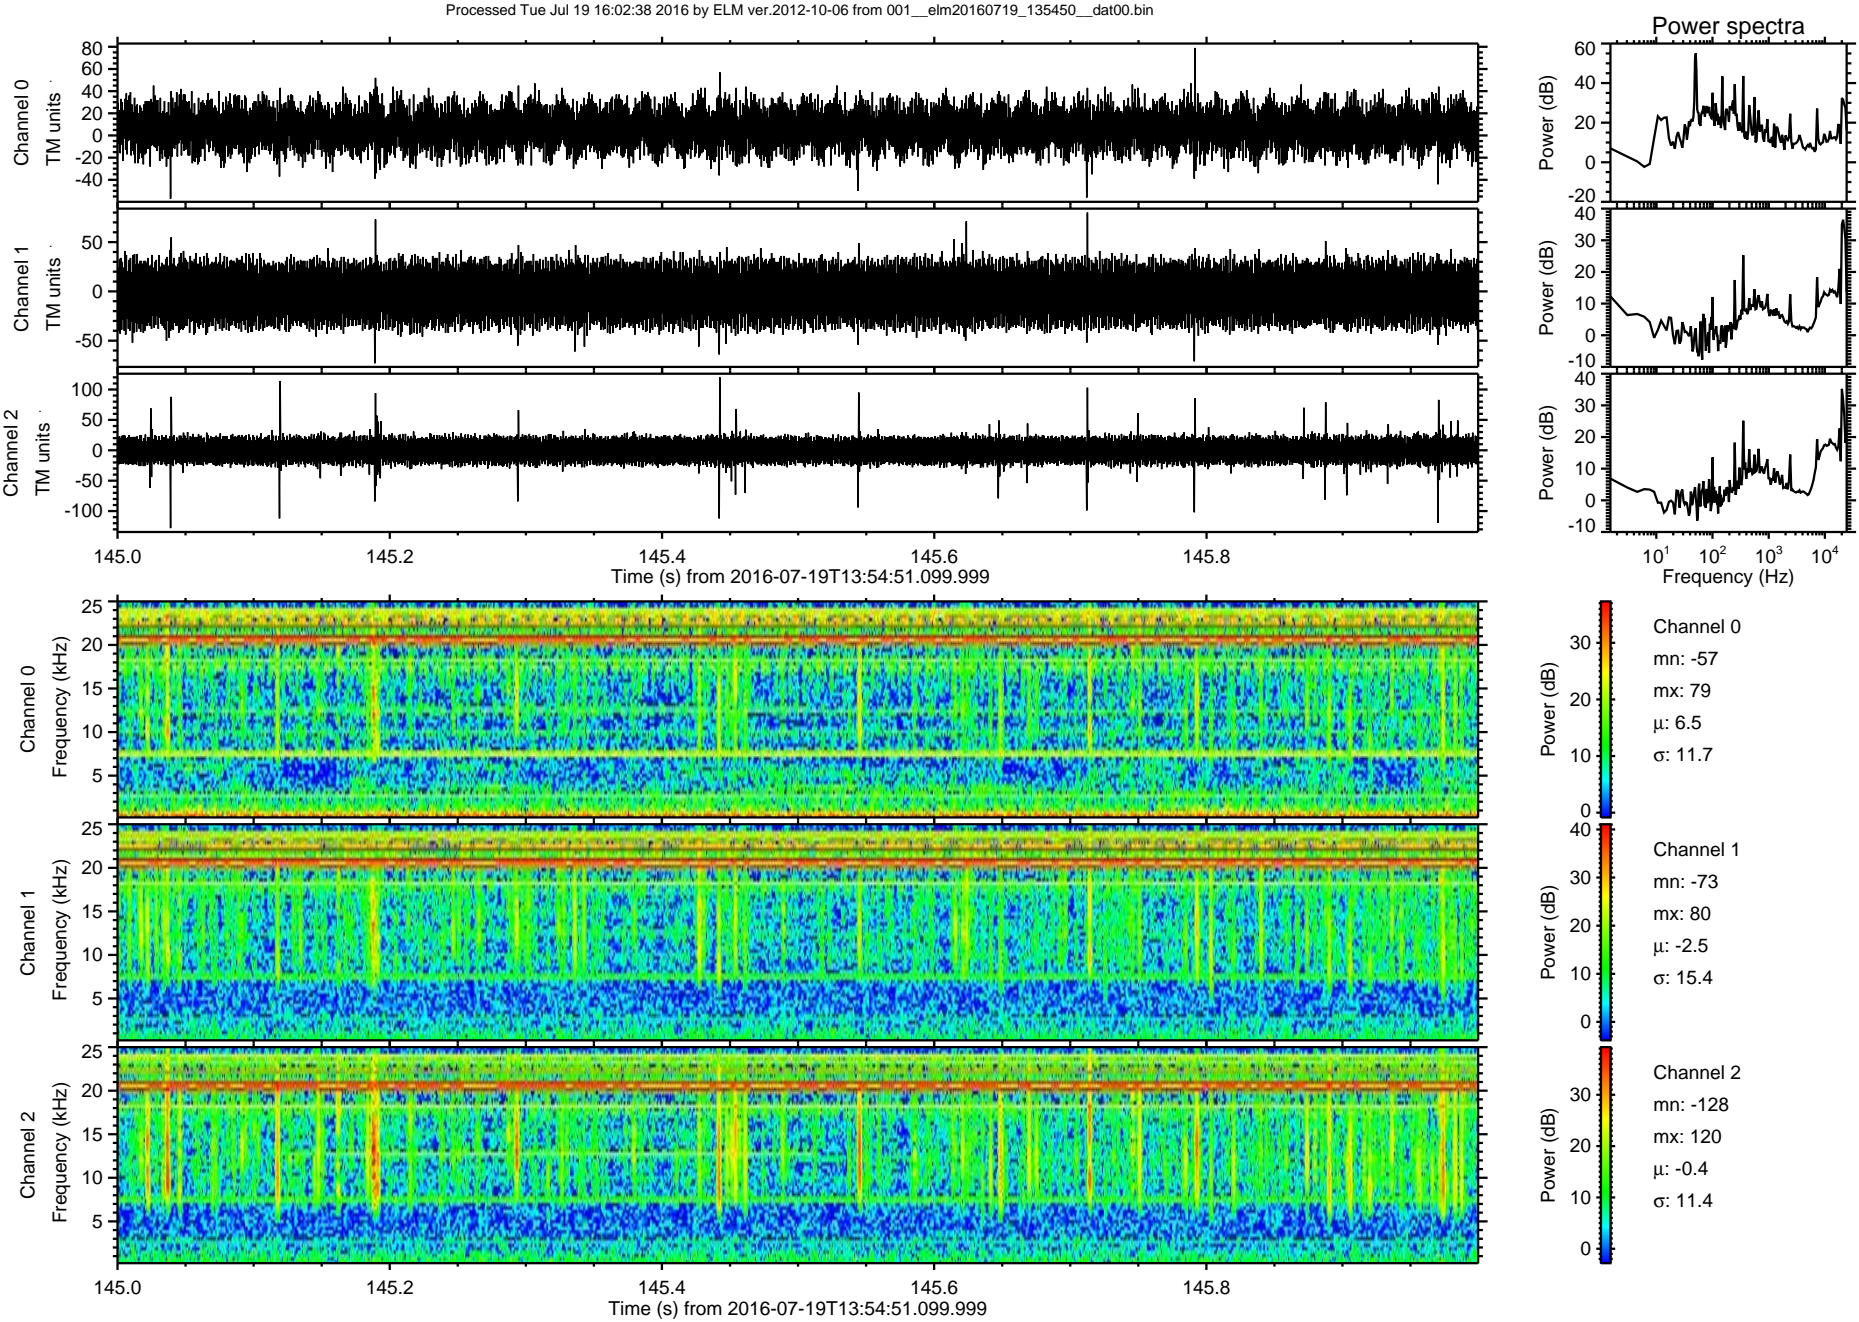 Processed Tue Jul 19 16:02:38 2016 by ELM ver.2012-10-06 from 001__elm20160719_135450__dat00.bin
Power spectra
Channel 0
TM units
80
60
40
20
0
-20
-40
Power (dB)
60
40
20
0
-20
Channel 1
TM units
50
0
-50
Power (dB)
40
30
20
10
0
-10
Channel 2
TM units
100
50
0
-50
-100
Power (dB)
40
30
20
10
0
-10
145.0 145.2 145.4 145.6 145.8
Time (s) from 2016-07-19T13:54:51.099.999
10¹ 10² 10³ 10⁴
Frequency (Hz)
Channel 0
Frequency (kHz)
25
20
15
10
5
Power (dB)
30
20
10
0
Channel 0
mn: -57
mx: 79
μ: 6.5
σ: 11.7
Channel 1
Frequency (kHz)
25
20
15
10
5
Power (dB)
40
30
20
10
0
Channel 1
mn: -73
mx: 80
μ: -2.5
σ: 15.4
Channel 2
Frequency (kHz)
25
20
15
10
5
Power (dB)
30
20
10
0
Channel 2
mn: -128
mx: 120
μ: -0.4
σ: 11.4
145.0 145.2 145.4 145.6 145.8
Time (s) from 2016-07-19T13:54:51.099.999